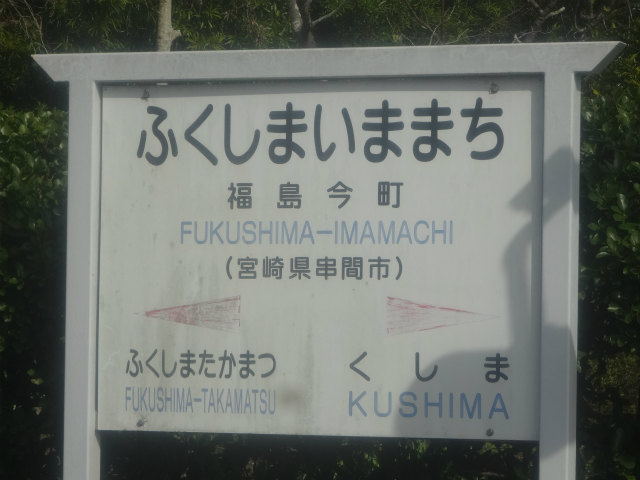 ふくしまいままち
福島今町
FUKUSHIMA-IMAMACHI
(宮崎県串間市)
ふくしまたかまつ くしま
FUKUSHIMA-TAKAMATSU KUSHIMA